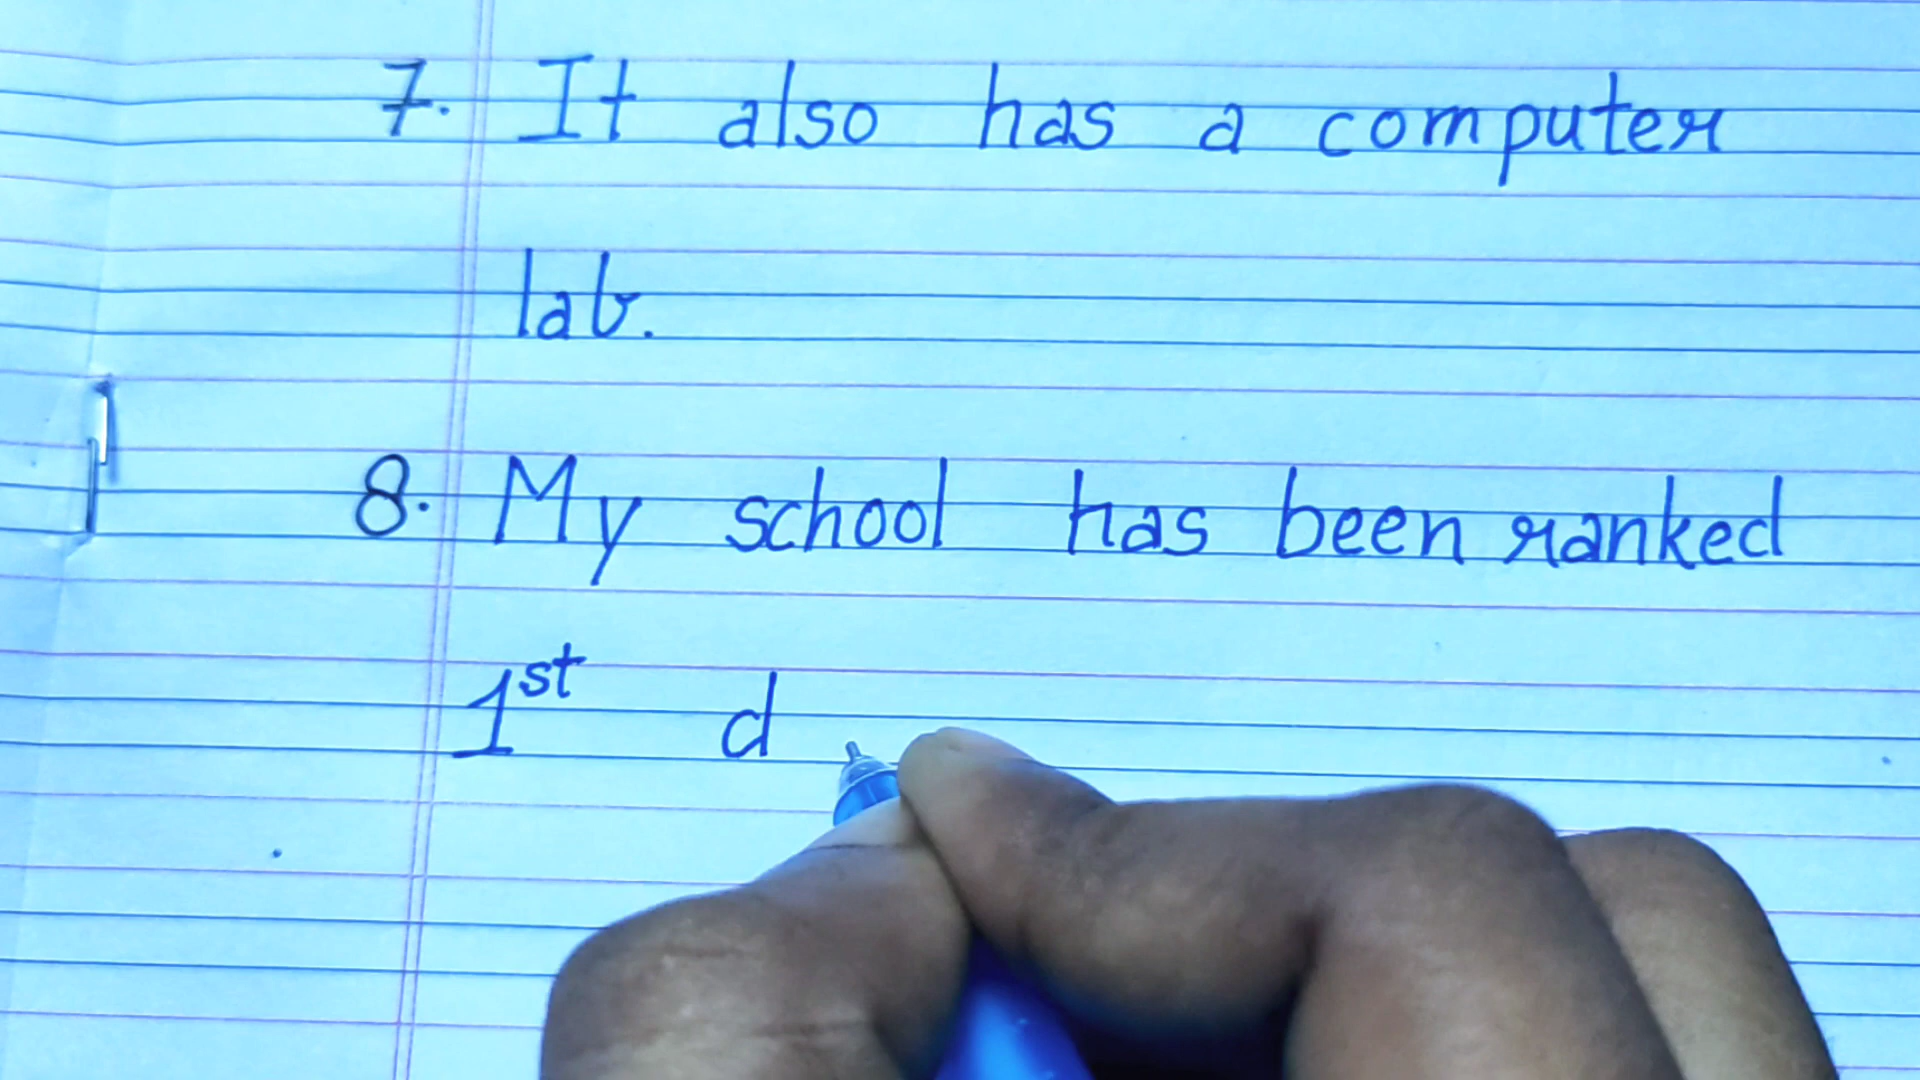 7. It also has a computer
lab.
8. My school has been ranked
1st d